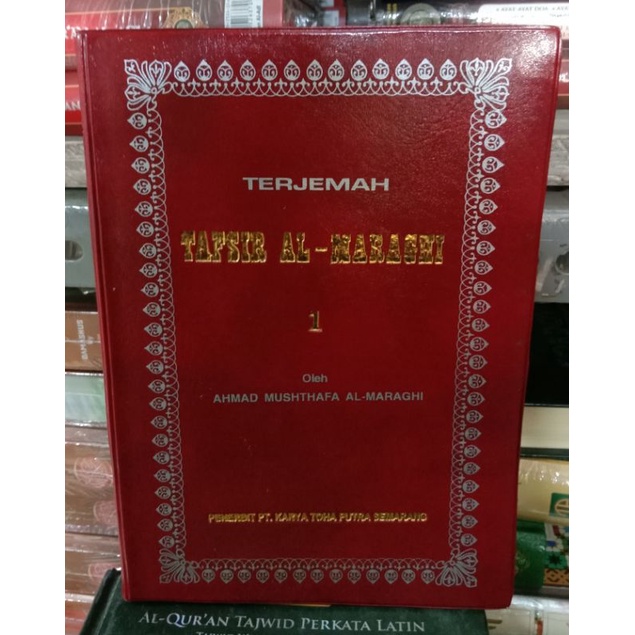 TERJEMAH
TAFSIR AL-MARAGHI
1
Oleh
AHMAD MUSHTHAFA AL-MARAGHI
PENERBIT PT. KARYA TOHA PUTRA SEMARANG
AL-QUR'AN TAJWID PERKATA LATIN